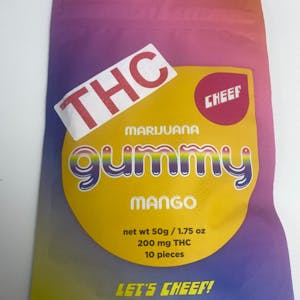 THC
CHEEF
MARIJUANA
gummy
MANGO
net wt 50g / 1.75 oz
200 mg THC
10 pieces
LET'S CHEEF!